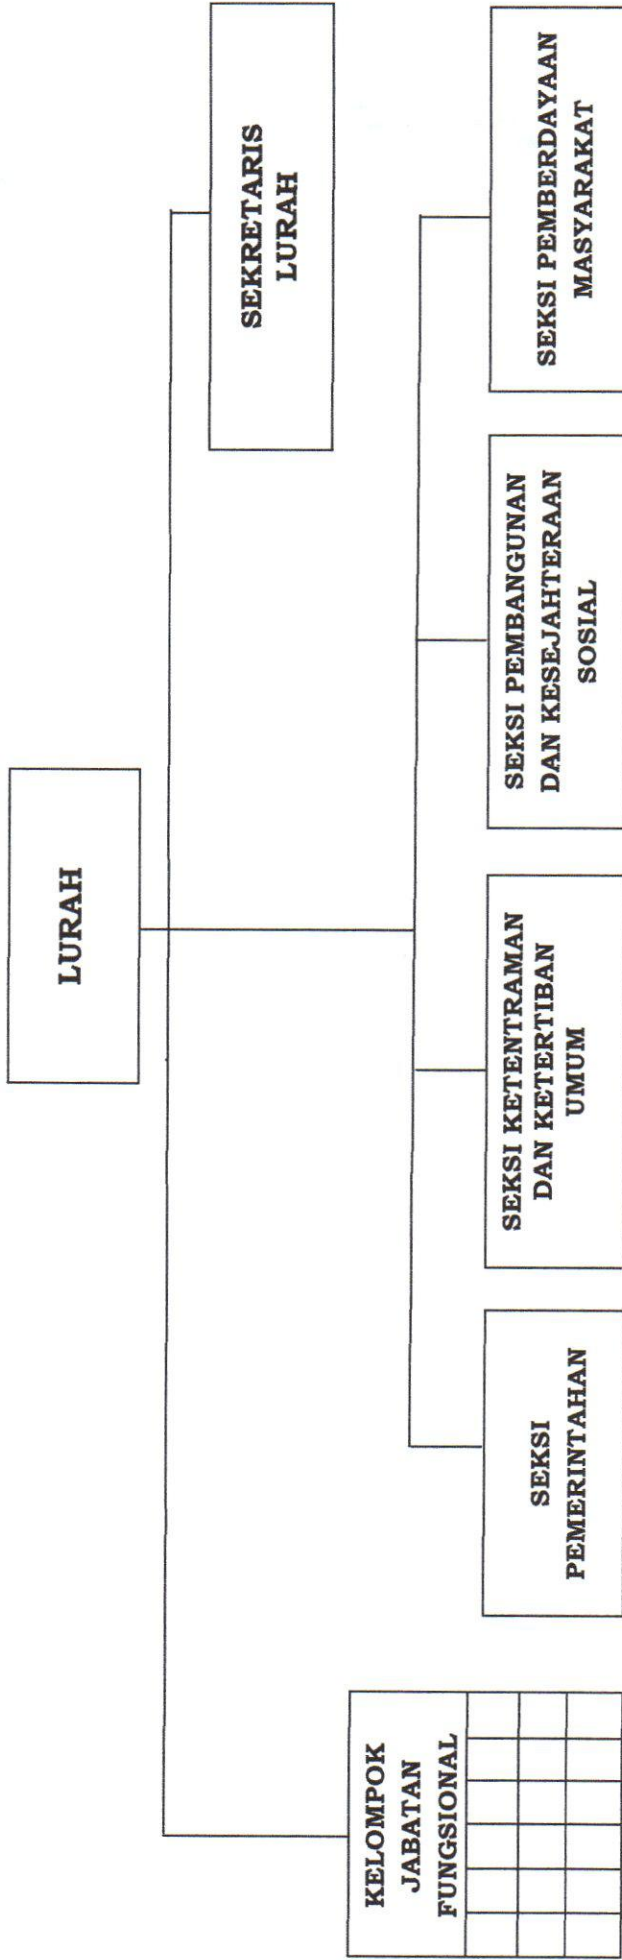 LURAH
SEKRETARIS
LURAH
KELOMPOK
JABATAN
FUNGSIONAL
SEKSI
PEMERINTAHAN
SEKSI KETENTRAMAN
DAN KETERTIBAN
UMUM
SEKSI PEMBANGUNAN
DAN KESEJAHTERAAN
SOSIAL
SEKSI PEMBERDAYAAN
MASYARAKAT